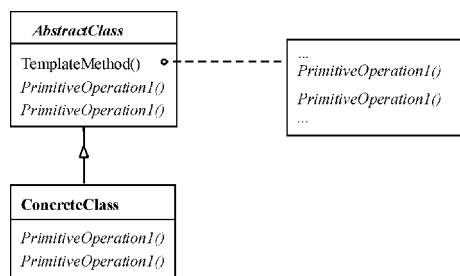 AbstractClass
TemplateMethod()
PrimitiveOperation1()
PrimitiveOperation1()
...
PrimitiveOperation1()
PrimitiveOperation1()
...
ConcreteClass
PrimitiveOperation1()
PrimitiveOperation1()